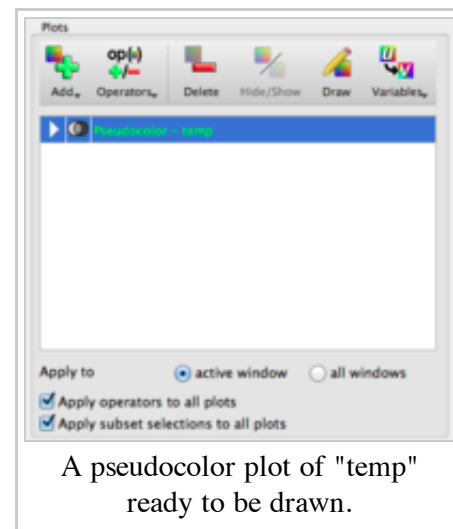 Plots
op(•)
+/−
Add Operators Delete Hide/Show Draw Variables
Pseudocolor - temp
Apply to active window all windows
Apply operators to all plots
Apply subset selections to all plots
A pseudocolor plot of "temp"
ready to be drawn.